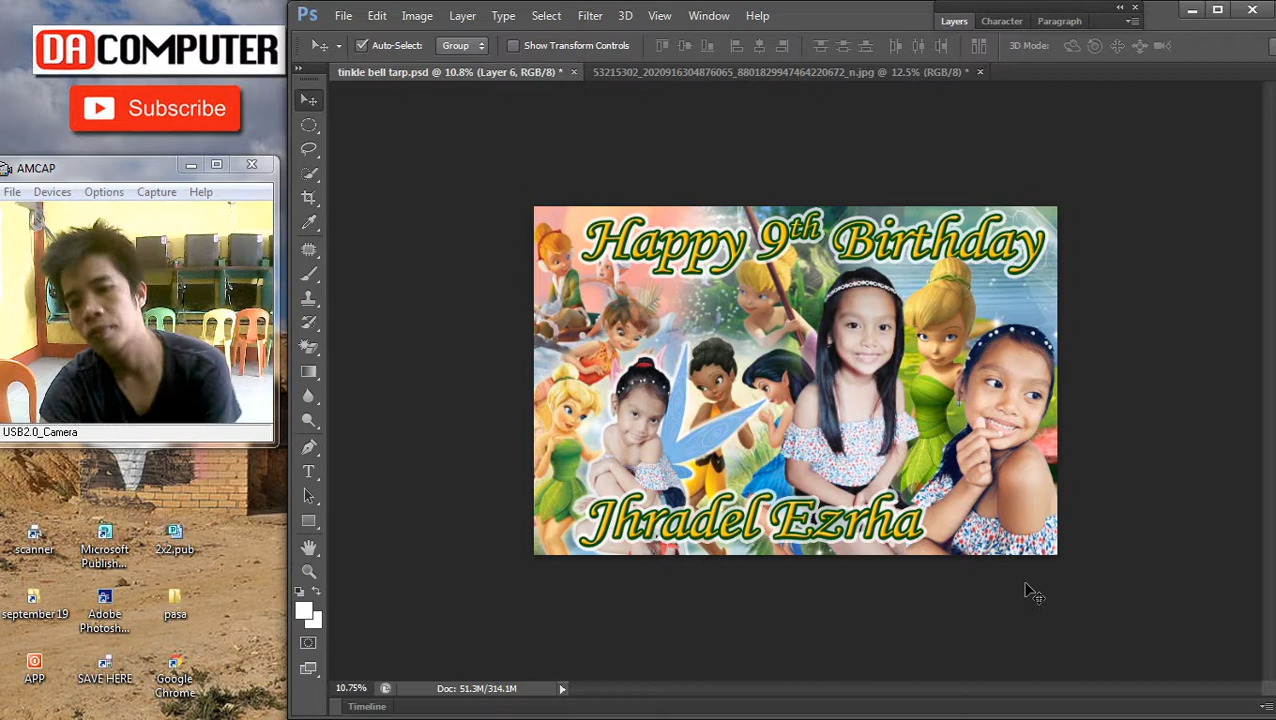 DACOMPUTER
Subscribe
AMCAP
File Devices Options Capture Help
USB2.0_Camera
scanner
Microsoft Publish...
2x2.pub
september 19
Adobe Photosh...
pasa
APP
SAVE HERE
Google Chrome
Ps File Edit Image Layer Type Select Filter 3D View Window Help
Layers Character Paragraph
Auto-Select: Group Show Transform Controls 3D Mode:
tinkle bell tarp.psd @ 10.8% (Layer 6, RGB/8) * × 53215302_2020916304876065_8801829947464220672_n.jpg @ 12.5% (RGB/8) * ×
Happy 9th Birthday
Jhradel Ezrha
10.75% Doc: 51.3M/314.1M
Timeline